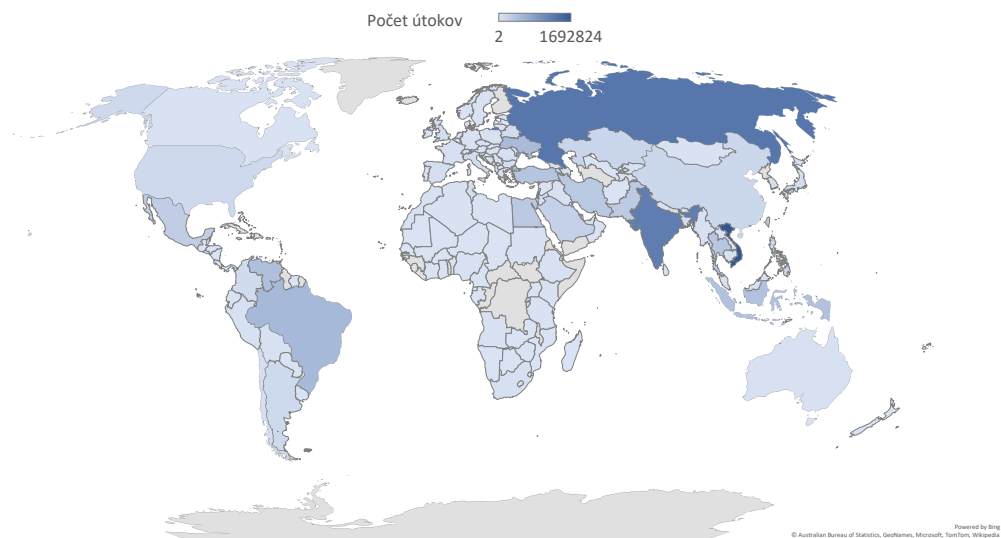 Počet útokov
2 1692824
Powered by Bing
© Australian Bureau of Statistics, GeoNames, Microsoft, TomTom, Wikipedia